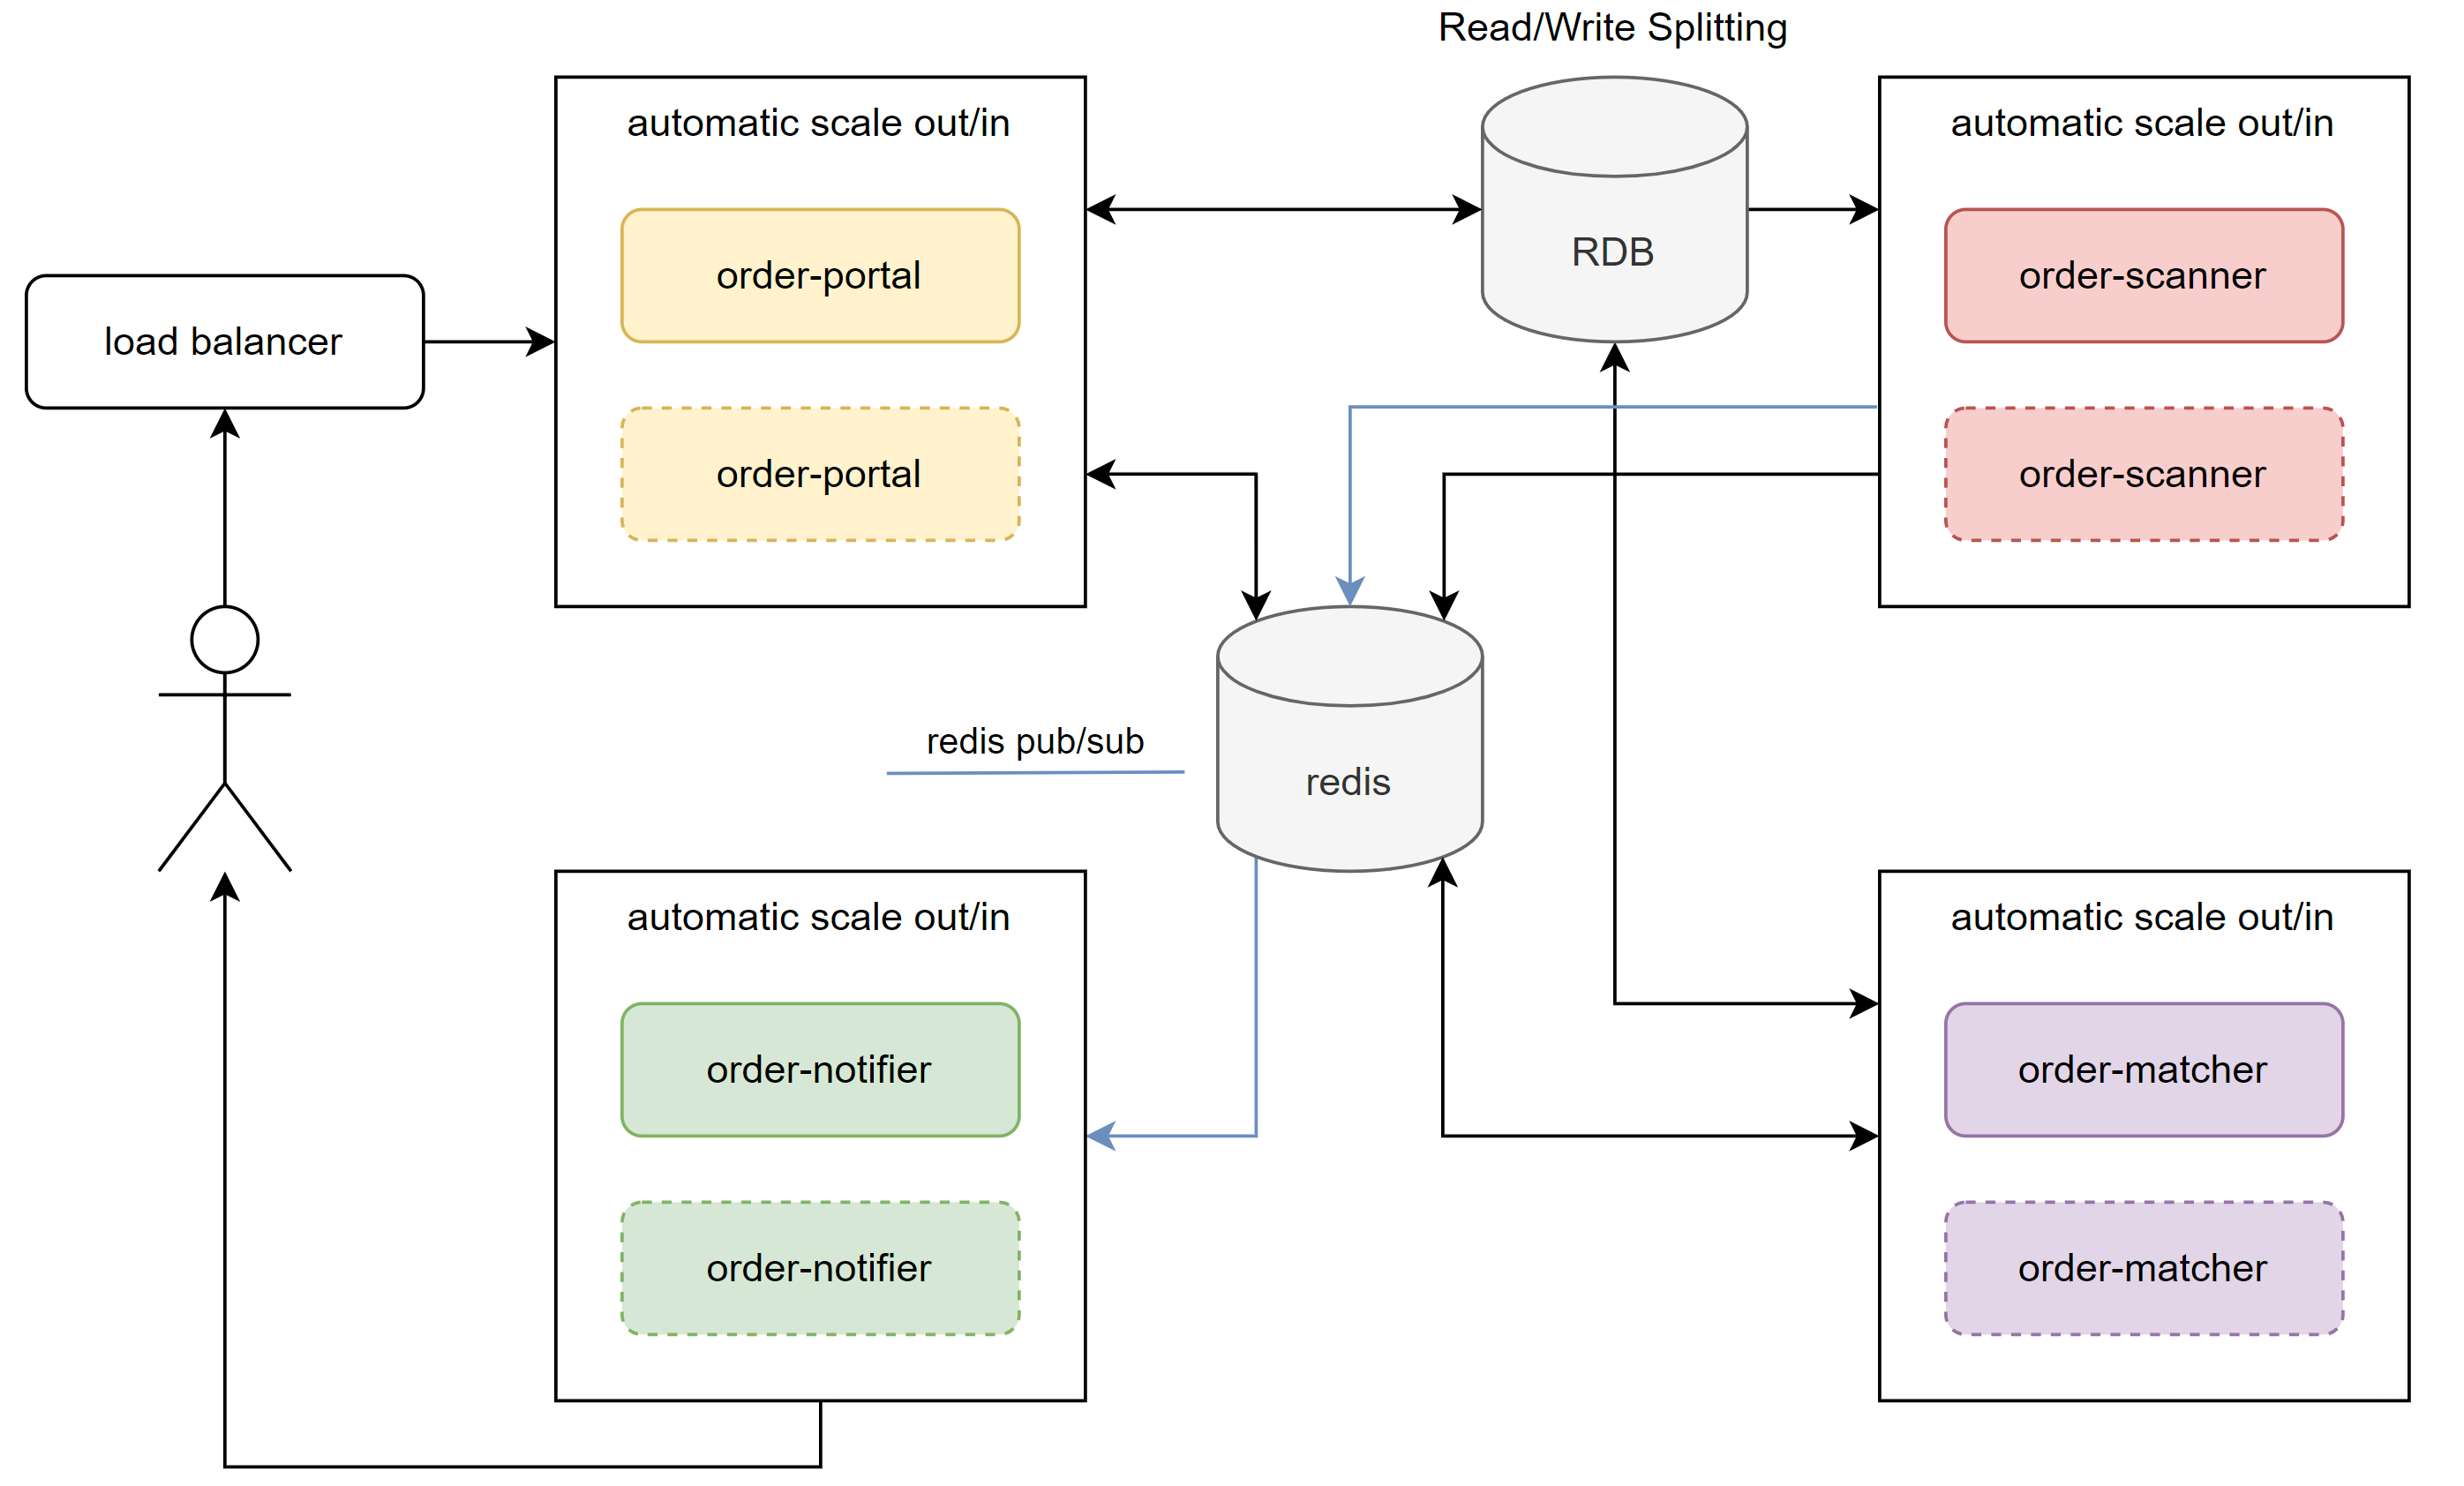 Read/Write Splitting
automatic scale out/in
order-portal
order-portal
load balancer
RDB
automatic scale out/in
order-scanner
order-scanner
redis pub/sub
redis
automatic scale out/in
order-notifier
order-notifier
automatic scale out/in
order-matcher
order-matcher